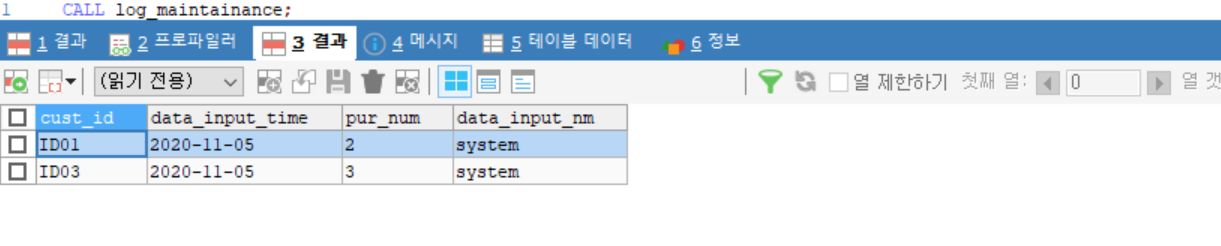 1 CALL log_maintainance;
1 결과 2 프로파일러 3 결과 4 메시지 5 테이블 데이터 6 정보
(읽기 전용) 열 제한하기 첫째 열: 0 열 갯
cust_id data_input_time pur_num data_input_nm
ID01 2020-11-05 2 system
ID03 2020-11-05 3 system